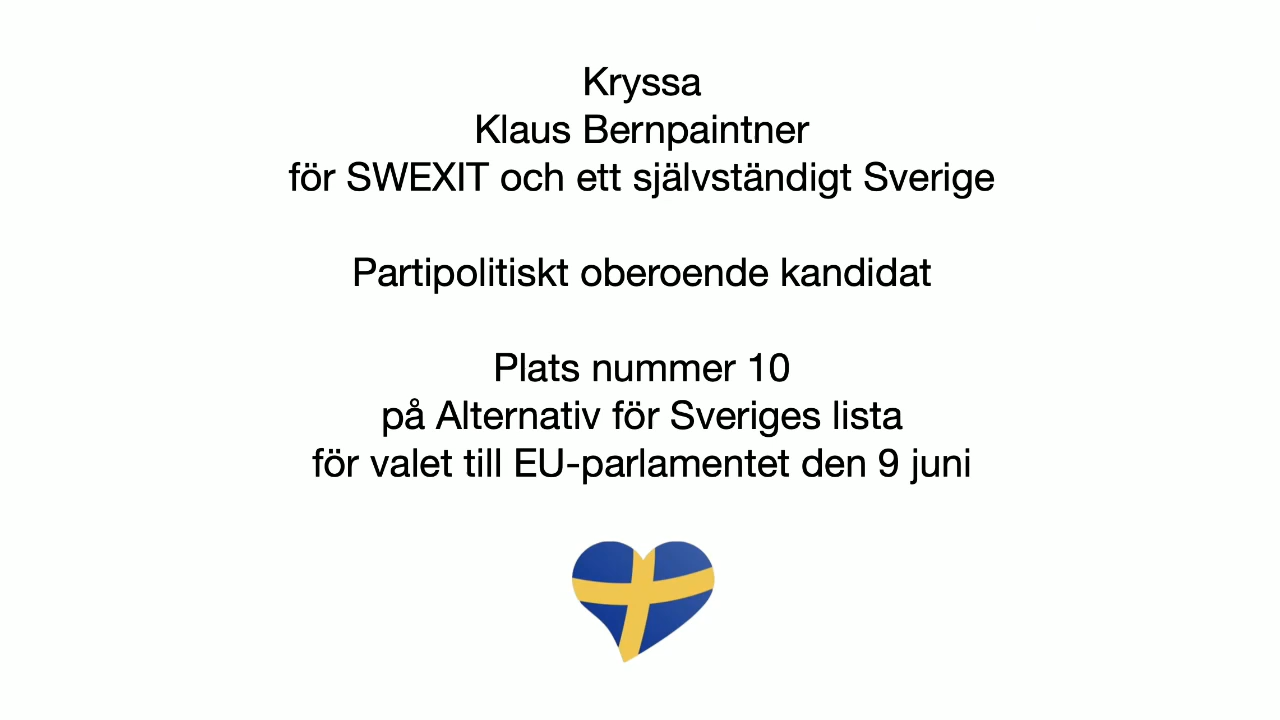 Kryssa
Klaus Bernpaintner
för SWEXIT och ett självständigt Sverige
Partipolitiskt oberoende kandidat
Plats nummer 10
på Alternativ för Sveriges lista
för valet till EU-parlamentet den 9 juni